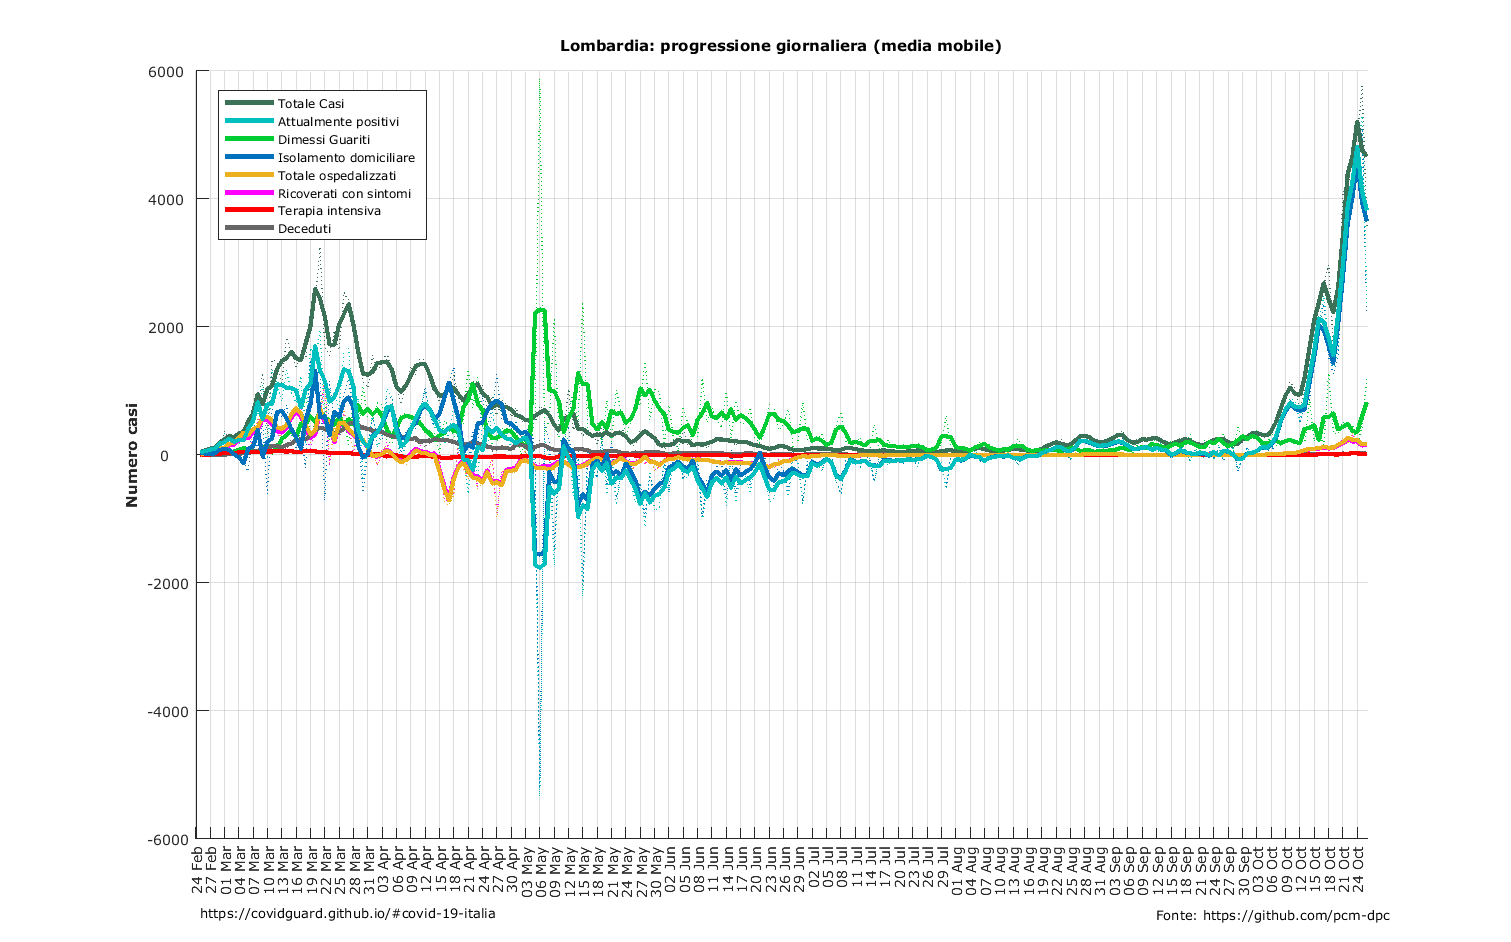 Lombardia: progressione giornaliera (media mobile)
6000
4000
2000
0
-2000
-4000
-6000
Numero casi
Totale Casi
Attualmente positivi
Dimessi Guariti
Isolamento domiciliare
Totale ospedalizzati
Ricoverati con sintomi
Terapia intensiva
Deceduti
24 Feb
27 Feb
01 Mar
04 Mar
07 Mar
10 Mar
13 Mar
16 Mar
19 Mar
22 Mar
25 Mar
28 Mar
31 Mar
03 Apr
06 Apr
09 Apr
12 Apr
15 Apr
18 Apr
21 Apr
24 Apr
27 Apr
30 Apr
03 May
06 May
09 May
12 May
15 May
18 May
21 May
24 May
27 May
30 May
02 Jun
05 Jun
08 Jun
11 Jun
14 Jun
17 Jun
20 Jun
23 Jun
26 Jun
29 Jun
02 Jul
05 Jul
08 Jul
11 Jul
14 Jul
17 Jul
20 Jul
23 Jul
26 Jul
29 Jul
01 Aug
04 Aug
07 Aug
10 Aug
13 Aug
16 Aug
19 Aug
22 Aug
25 Aug
28 Aug
31 Aug
03 Sep
06 Sep
09 Sep
12 Sep
15 Sep
18 Sep
21 Sep
24 Sep
27 Sep
30 Sep
03 Oct
06 Oct
09 Oct
12 Oct
15 Oct
18 Oct
21 Oct
24 Oct
https://covidguard.github.io/#covid-19-italia
Fonte: https://github.com/pcm-dpc